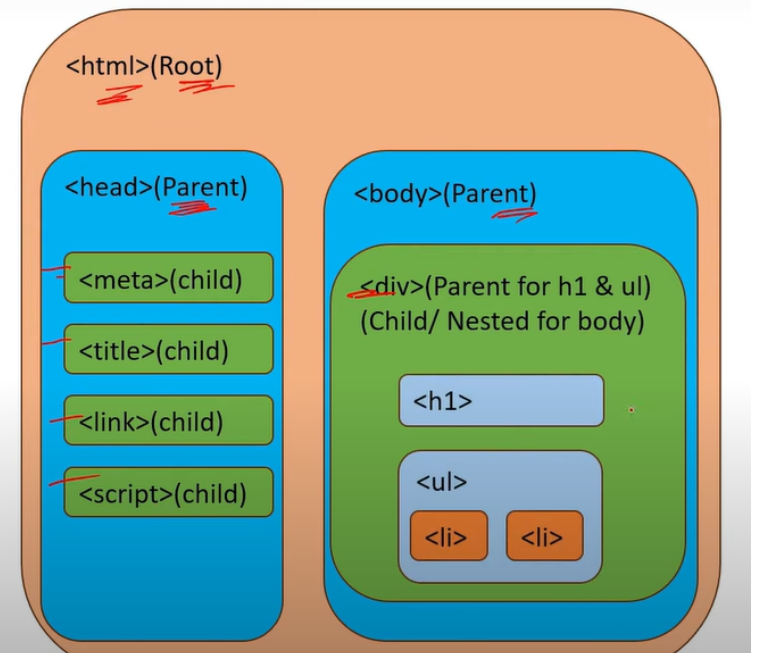 <html>(Root)
<head>(Parent)
<meta>(child)
<title>(child)
<link>(child)
<script>(child)
<body>(Parent)
<div>(Parent for h1 & ul)
(Child/ Nested for body)
<h1>
<ul>
<li>
<li>